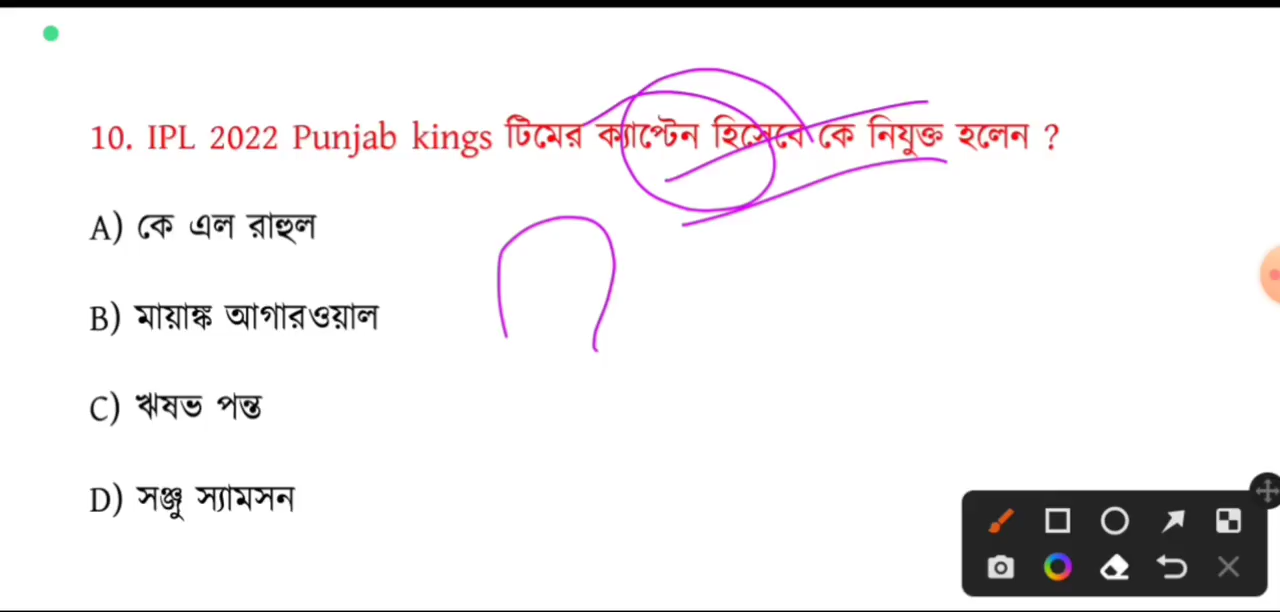 10. IPL 2022 Punjab kings টিমের ক্যাপ্টেন হিসেবে কে নিযুক্ত হলেন ?
A) কে এল রাহুল
B) মায়াঙ্ক আগারওয়াল
C) ঋষভ পন্ত
D) সঞ্জু স্যামসন